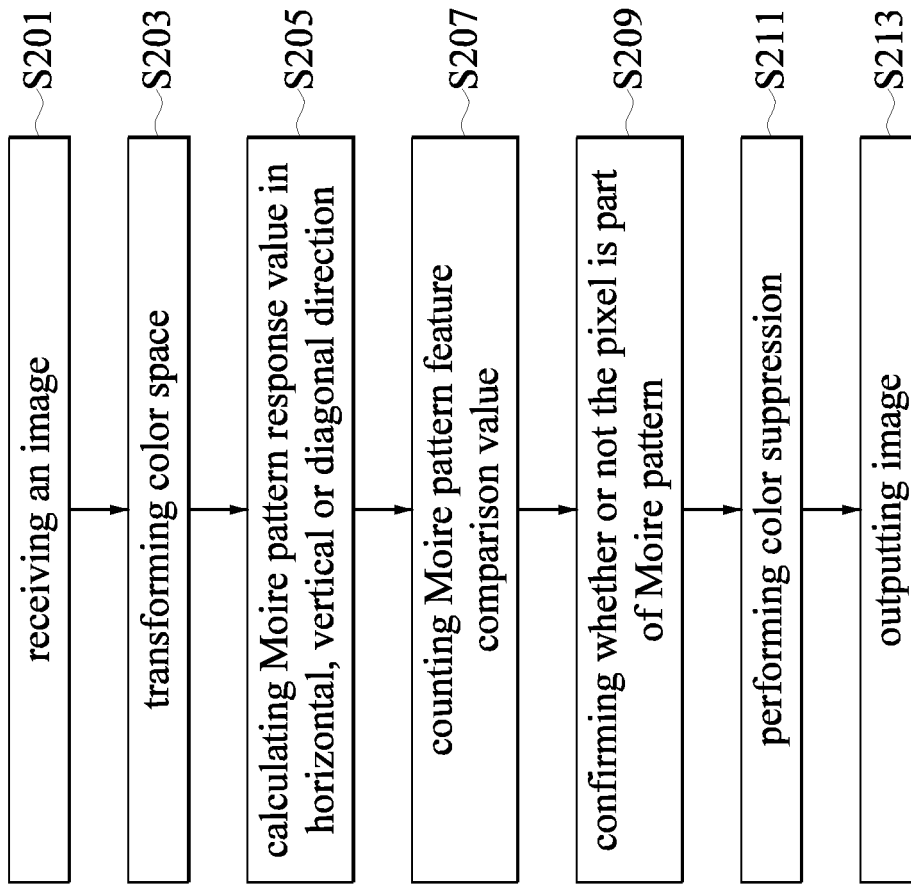 receiving an image
S201
transforming color space
S203
calculating Moire pattern response value in
horizontal, vertical or diagonal direction
S205
counting Moire pattern feature
comparison value
S207
confirming whether or not the pixel is part
of Moire pattern
S209
performing color suppression
S211
outputting image
S213